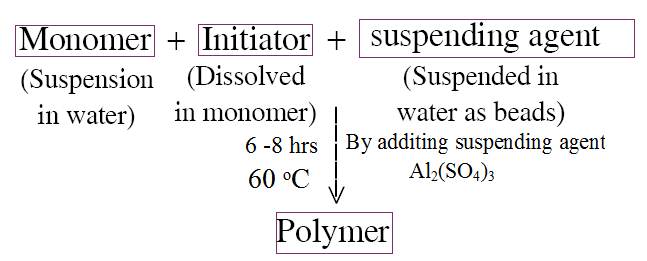 Monomer + Initiator + suspending agent
(Suspension (Dissolved (Suspended in
in water) in monomer) water as beads)
6 -8 hrs By additing suspending agent
60 °C Al₂(SO₄)₃
Polymer